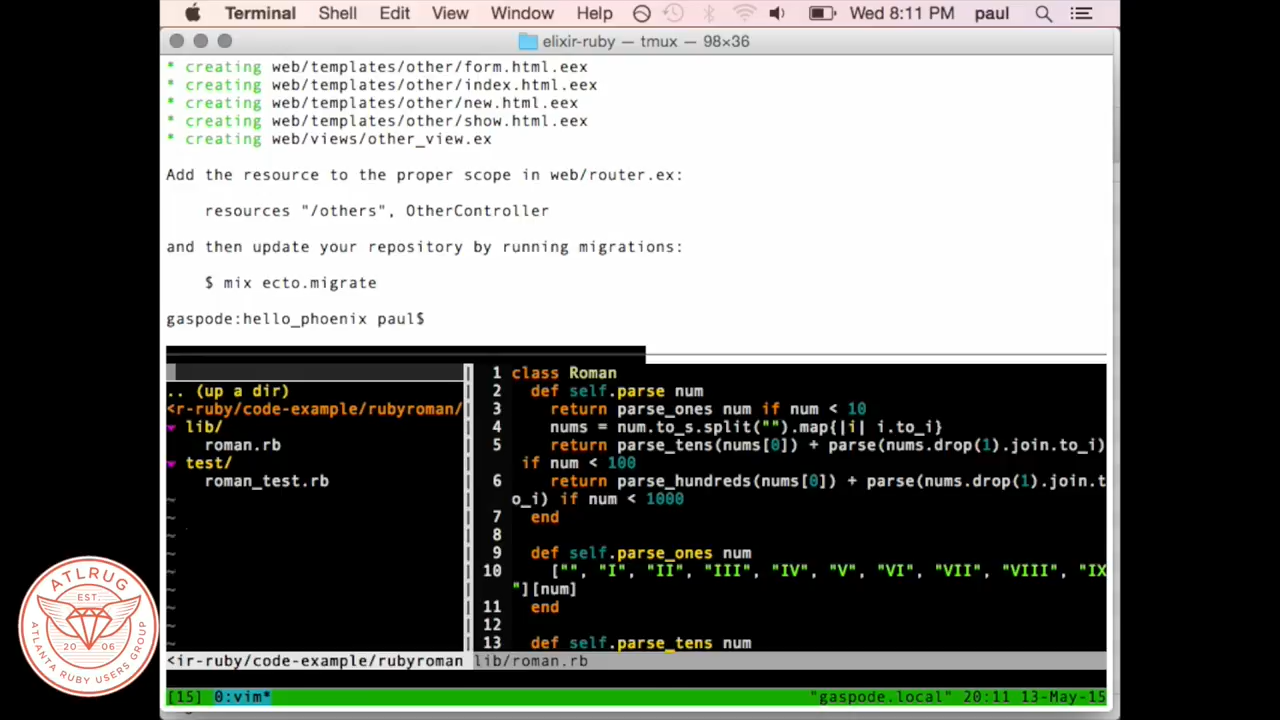 Terminal Shell Edit View Window Help Wed 8:11 PM paul
elixir-ruby — tmux — 98×36
* creating web/templates/other/form.html.eex
* creating web/templates/other/index.html.eex
* creating web/templates/other/new.html.eex
* creating web/templates/other/show.html.eex
* creating web/views/other_view.ex
Add the resource to the proper scope in web/router.ex:
resources "/others", OtherController
and then update your repository by running migrations:
$ mix ecto.migrate
gaspode:hello_phoenix paul$
.. (up a dir)
<r-ruby/code-example/rubyroman/
▼ lib/
roman.rb
▼ test/
roman_test.rb
~
~
~
~
~
~
~
~
~
<ir-ruby/code-example/rubyroman
1 class Roman
2 def self.parse num
3 return parse_ones num if num < 10
4 nums = num.to_s.split("").map{|i| i.to_i}
5 return parse_tens(nums[0]) + parse(nums.drop(1).join.to_i)
if num < 100
6 return parse_hundreds(nums[0]) + parse(nums.drop(1).join.t
o_i) if num < 1000
7 end
8
9 def self.parse_ones num
10 ["", "I", "II", "III", "IV", "V", "VI", "VII", "VIII", "IX
"][num]
11 end
12
13 def self.parse_tens num
lib/roman.rb
[15] 0:vim* "gaspode.local" 20:11 13-May-15
ATLRUG
EST.
2006
ATLANTA RUBY USERS GROUP